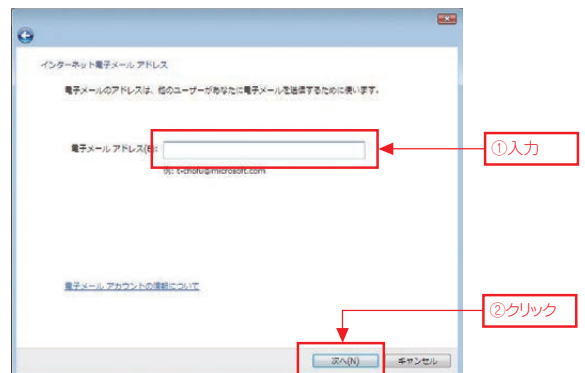 インターネット電子メール アドレス
電子メールのアドレスは、他のユーザーがあなたに電子メールを送信するために使います。
電子メール アドレス(E):
①入力
例: t-chofu@microsoft.com
電子メール アカウントの情報について
②クリック
次へ(N)
キャンセル